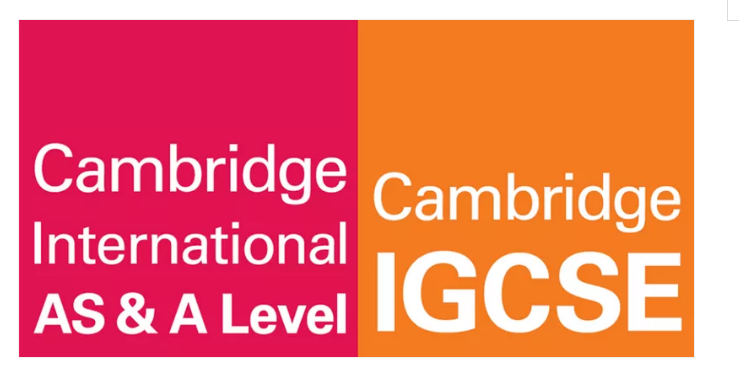 Cambridge
International
AS & A Level
Cambridge
IGCSE